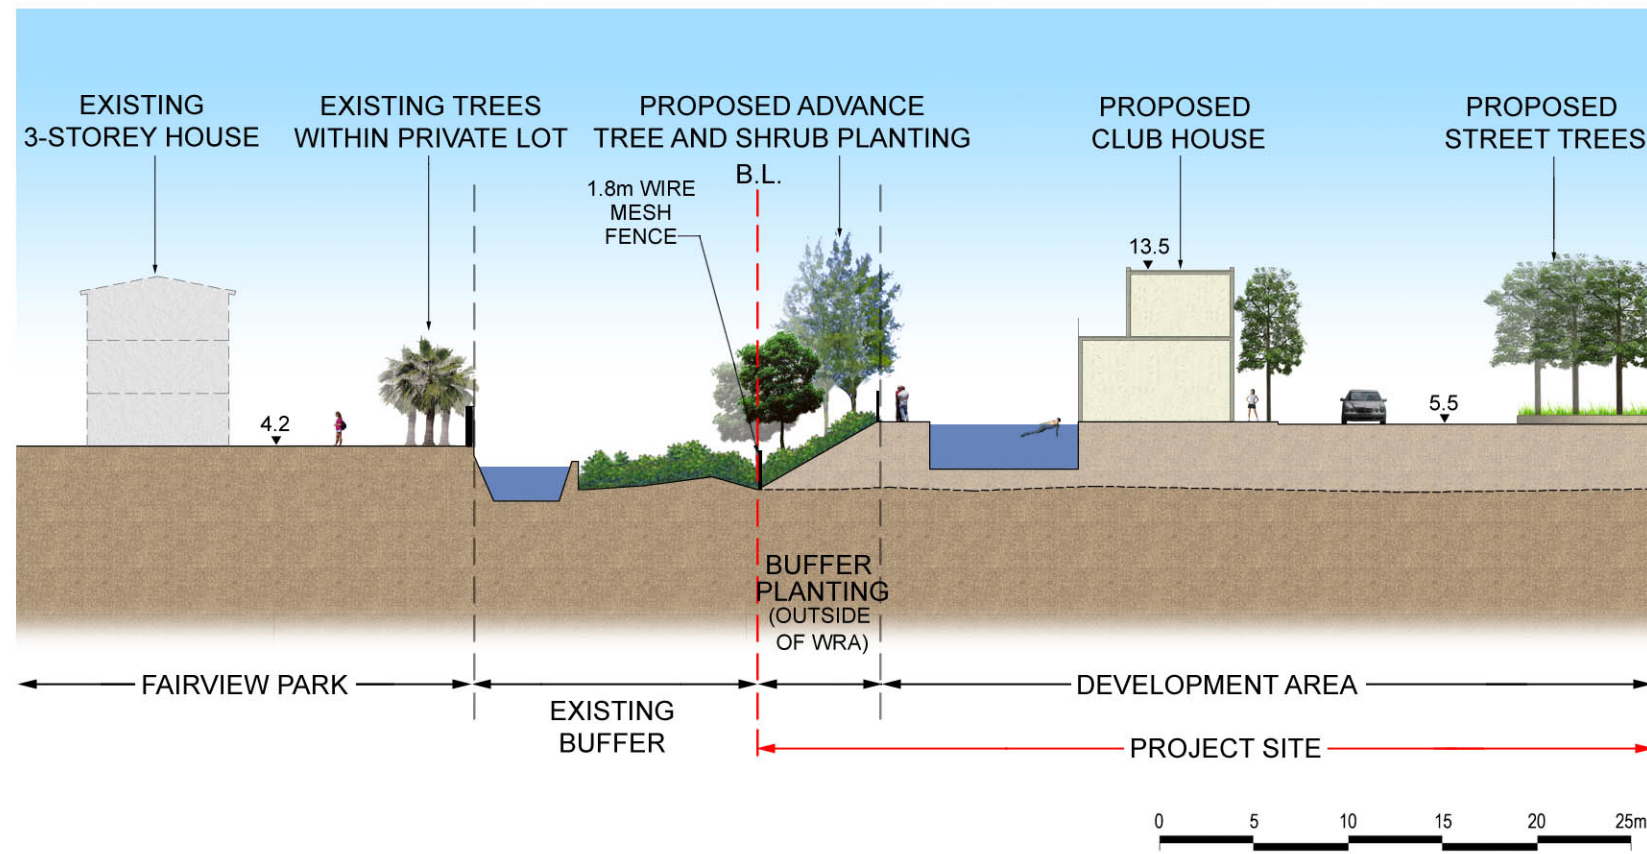 EXISTING
3-STOREY HOUSE
EXISTING TREES
WITHIN PRIVATE LOT
PROPOSED ADVANCE
TREE AND SHRUB PLANTING
PROPOSED
CLUB HOUSE
PROPOSED
STREET TREES
B.L.
1.8m WIRE
MESH
FENCE
13.5
4.2
5.5
BUFFER
PLANTING
(OUTSIDE
OF WRA)
FAIRVIEW PARK
EXISTING
BUFFER
DEVELOPMENT AREA
PROJECT SITE
0 5 10 15 20 25m